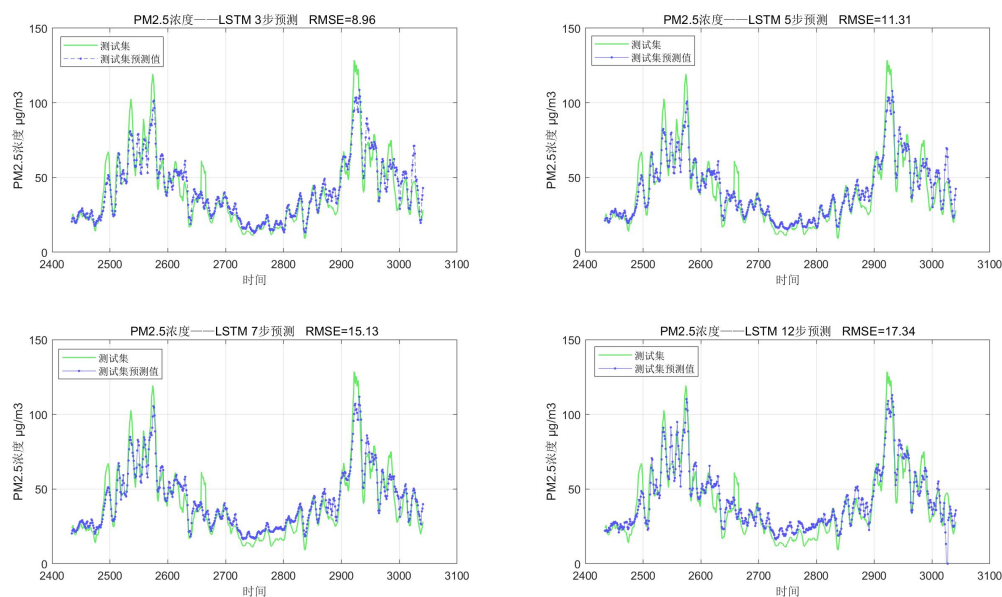 PM2.5浓度——LSTM 3步预测 RMSE=8.96
150
100
50
0
PM2.5浓度 μg/m3
测试集
测试集预测值
2400 2500 2600 2700 2800 2900 3000 3100
时间
PM2.5浓度——LSTM 5步预测 RMSE=11.31
150
100
50
0
PM2.5浓度 μg/m3
测试集
测试集预测值
2400 2500 2600 2700 2800 2900 3000 3100
时间
PM2.5浓度——LSTM 7步预测 RMSE=15.13
150
100
50
0
PM2.5浓度 μg/m3
测试集
测试集预测值
2400 2500 2600 2700 2800 2900 3000 3100
时间
PM2.5浓度——LSTM 12步预测 RMSE=17.34
150
100
50
0
PM2.5浓度 μg/m3
测试集
测试集预测值
2400 2500 2600 2700 2800 2900 3000 3100
时间